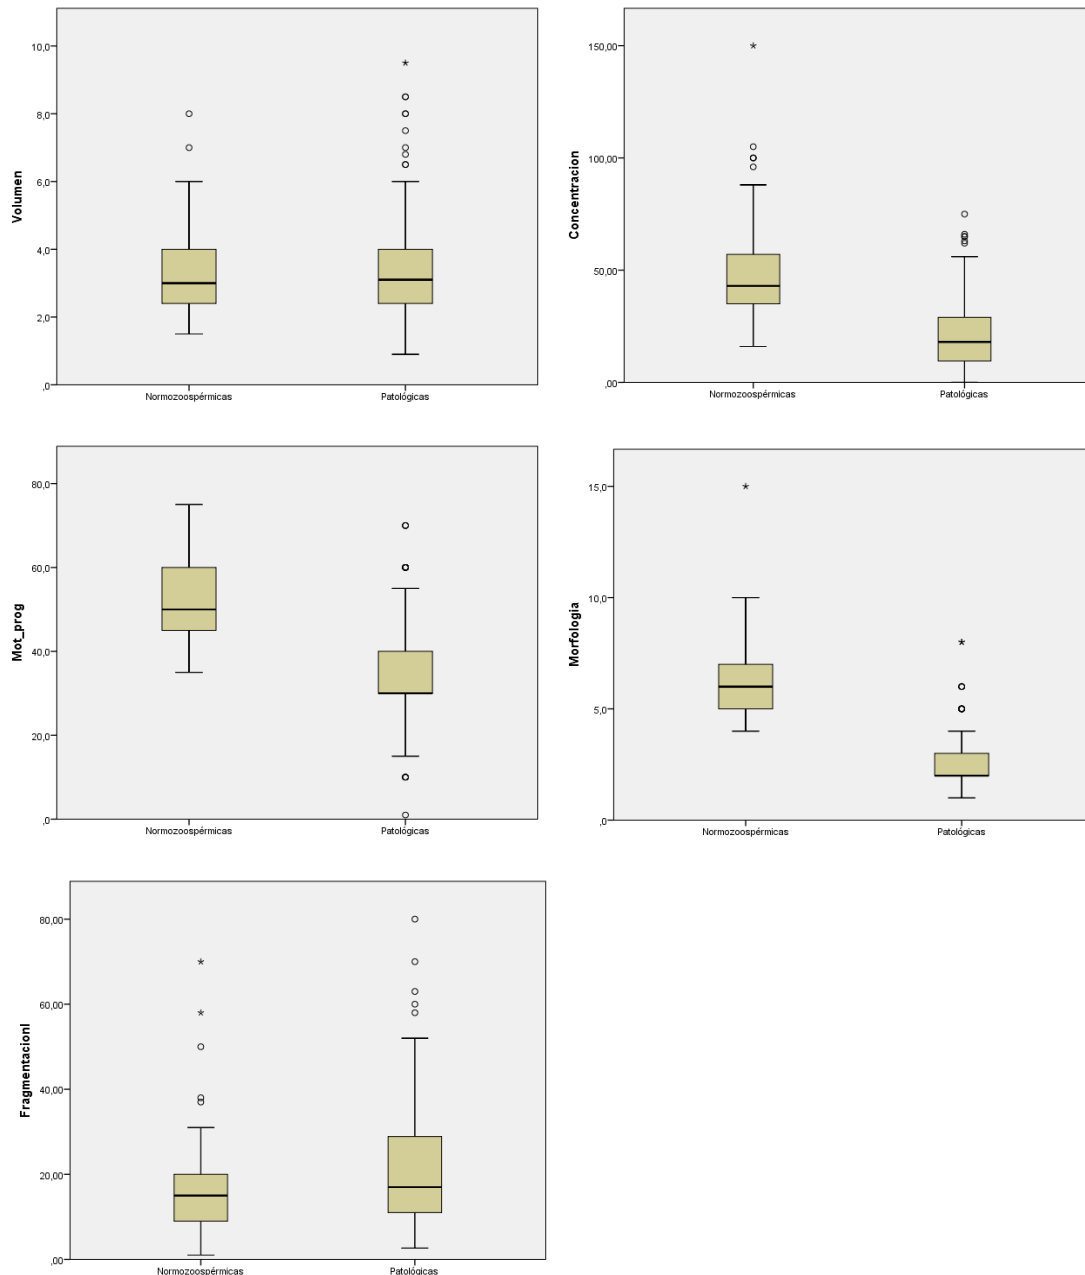 Volumen
10,0
8,0
6,0
4,0
2,0
,0
Normozoospérmicas
Patológicas
Concentracion
150,00
100,00
50,00
,00
Normozoospérmicas
Patológicas
Mot_prog
80,0
60,0
40,0
20,0
,0
Normozoospérmicas
Patológicas
Morfologia
15,0
10,0
5,0
,0
Normozoospérmicas
Patológicas
FragmentacionI
80,00
60,00
40,00
20,00
,00
Normozoospérmicas
Patológicas